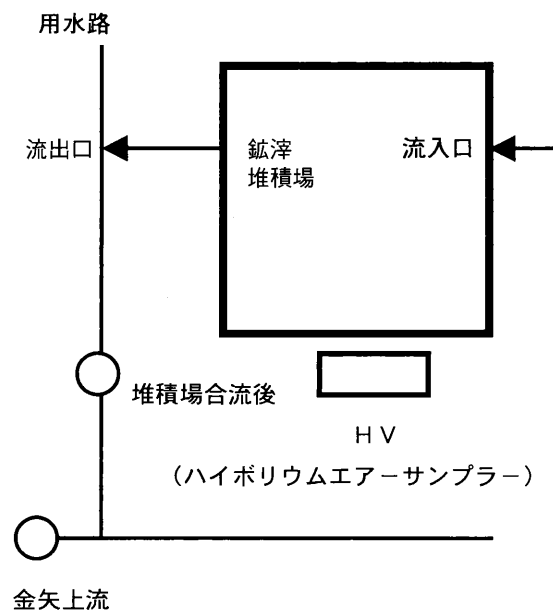 用水路
流出口
鉱滓
堆積場
流入口
堆積場合流後
HV
(ハイボリウムエアーサンプラー)
金矢上流